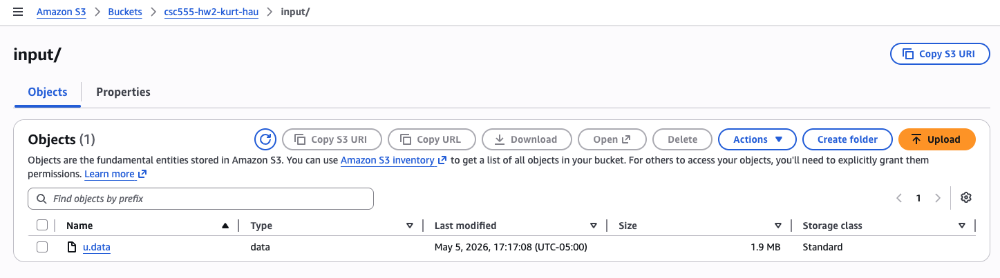 Amazon S3 > Buckets > csc555-hw2-kurt-hau > input/
input/
Copy S3 URI
Objects Properties
Objects (1) Copy S3 URI Copy URL Download Open Delete Actions Create folder Upload
Objects are the fundamental entities stored in Amazon S3. You can use Amazon S3 inventory to get a list of all objects in your bucket. For others to access your objects, you'll need to explicitly grant them
permissions. Learn more
Find objects by prefix 1
Name Type Last modified Size Storage class
u.data data May 5, 2026, 17:17:08 (UTC-05:00) 1.9 MB Standard